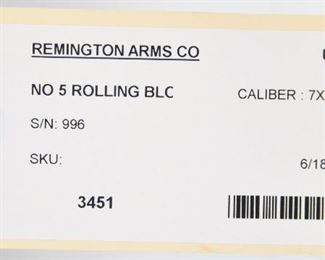 REMINGTON ARMS CO
NO 5 ROLLING BLC CALIBER : 7X
S/N: 996
SKU: 6/18
3451